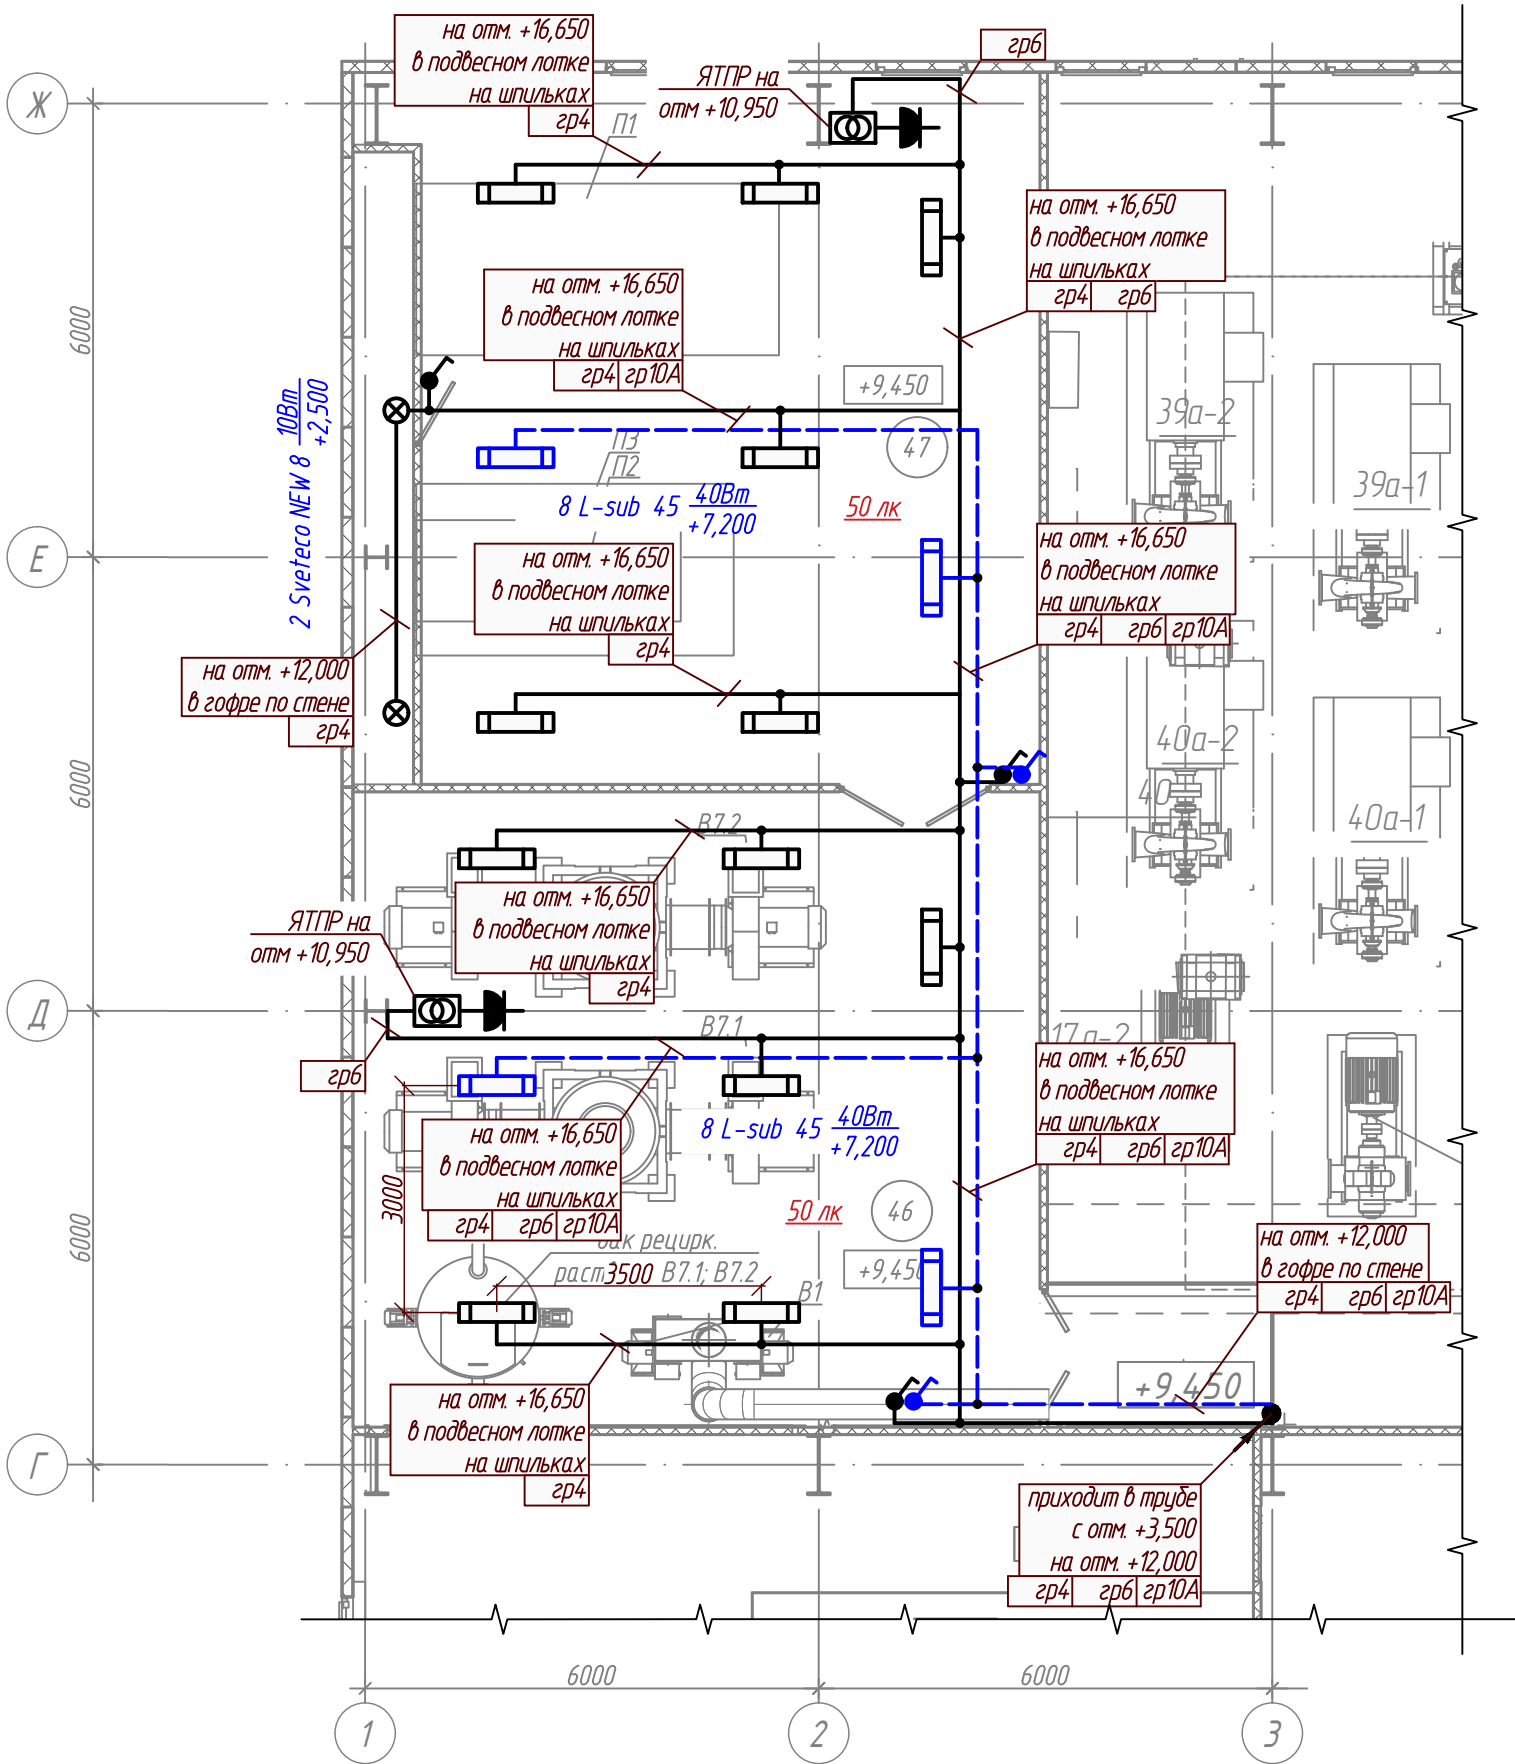 на отм. +16,650
в подвесном лотке
на шпильках
гр4
ЯТПР на
отм +10,950
гр6
Ж
П1
на отм. +16,650
в подвесном лотке
на шпильках
гр4 гр6
на отм. +16,650
в подвесном лотке
на шпильках
гр4 гр10А
6000
+9,450
47
2 Sveteco NEW 8 10Вт
+2,500
39а-2
39а-1
П3
П2
8 L-sub 45 40Вт
+7,200
50 лк
Е
на отм. +16,650
в подвесном лотке
на шпильках
гр4
на отм. +16,650
в подвесном лотке
на шпильках
гр4 гр6 гр10А
на отм. +12,000
в гофре по стене
гр4
6000
40а-2
40
40а-1
В7.2
на отм. +16,650
в подвесном лотке
на шпильках
гр4
ЯТПР на
отм +10,950
Д
В7.1
17а-2
гр6
на отм. +16,650
в подвесном лотке
на шпильках
гр4 гр6 гр10А
8 L-sub 45 40Вт
+7,200
на отм. +16,650
в подвесном лотке
на шпильках
гр4 гр6 гр10А
3000
50 лк
46
6000
бак рецирк.
раст
3500
В7.1; В7.2
+9,450
В1
на отм. +12,000
в гофре по стене
гр4 гр6 гр10А
+9,450
на отм. +16,650
в подвесном лотке
на шпильках
гр4
Г
приходит в трубе
с отм. +3,500
на отм. +12,000
гр4 гр6 гр10А
6000
6000
1
2
3